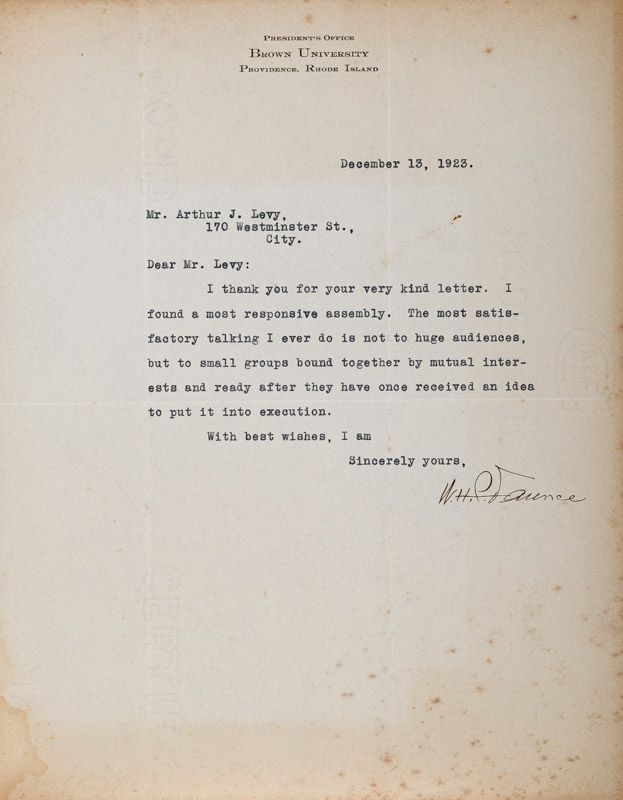 PRESIDENT'S OFFICE
BROWN UNIVERSITY
PROVIDENCE, RHODE ISLAND
December 13, 1923.
Mr. Arthur J. Levy,
170 Westminster St.,
City.
Dear Mr. Levy:
I thank you for your very kind letter. I
found a most responsive assembly. The most satis-
factory talking I ever do is not to huge audiences,
but to small groups bound together by mutual inter-
ests and ready after they have once received an idea
to put it into execution.
With best wishes, I am
Sincerely yours,
W.H.P. Faunce